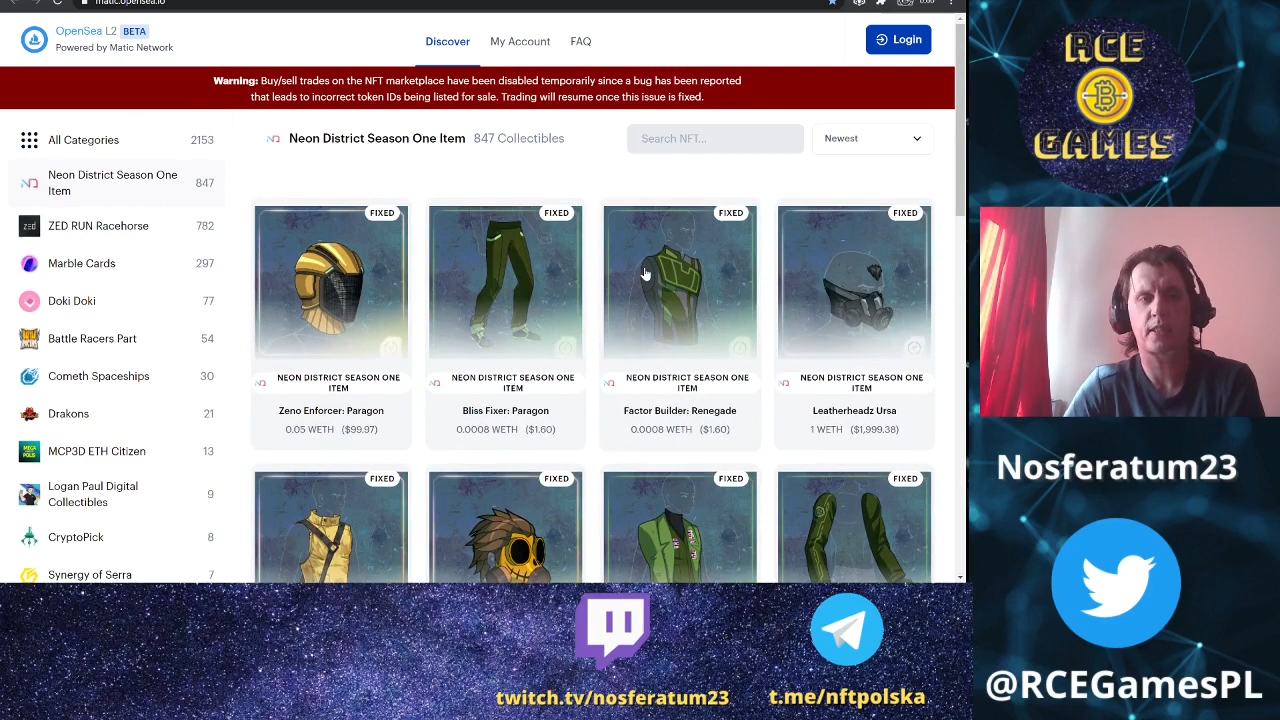 matic.opensea.io
OpenSea L2 BETA
Powered by Matic Network
Discover
My Account
FAQ
Login
Warning: Buy/sell trades on the NFT marketplace have been disabled temporarily since a bug has been reported
that leads to incorrect token IDs being listed for sale. Trading will resume once this issue is fixed.
All Categories 2153
Neon District Season One
Item 847
ZED RUN Racehorse 782
Marble Cards 297
Doki Doki 77
Battle Racers Part 54
Cometh Spaceships 30
Drakons 21
MCP3D ETH Citizen 13
Logan Paul Digital
Collectibles 9
CryptoPick 8
Synergy of Serra 7
Neon District Season One Item 847 Collectibles
Search NFT...
Newest
FIXED
NEON DISTRICT SEASON ONE
ITEM
Zeno Enforcer: Paragon
0.05 WETH ($99.97)
FIXED
NEON DISTRICT SEASON ONE
ITEM
Bliss Fixer: Paragon
0.0008 WETH ($1.60)
FIXED
NEON DISTRICT SEASON ONE
ITEM
Factor Builder: Renegade
0.0008 WETH ($1.60)
FIXED
NEON DISTRICT SEASON ONE
ITEM
Leatherheadz Ursa
1 WETH ($1,999.38)
FIXED
FIXED
FIXED
FIXED
RCE
GAMES
Nosferatum23
@RCEGamesPL
twitch.tv/nosferatum23
t.me/nftpolska